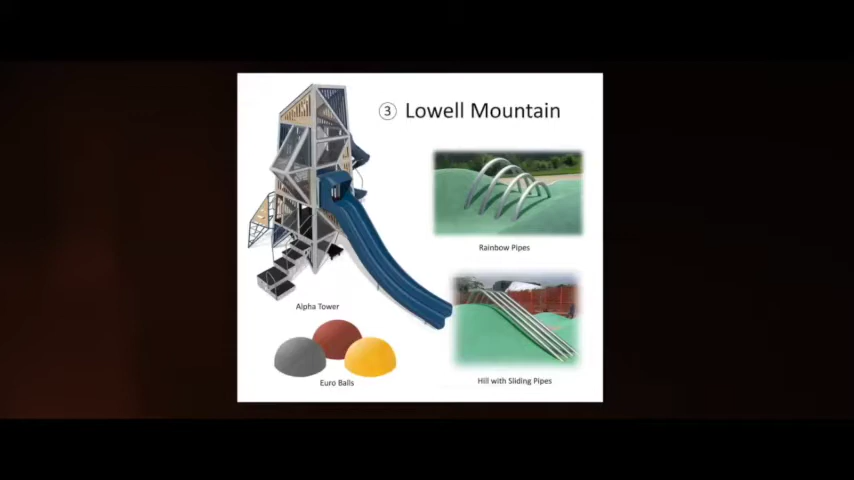 ③ Lowell Mountain
Rainbow Pipes
Alpha Tower
Hill with Sliding Pipes
Euro Balls